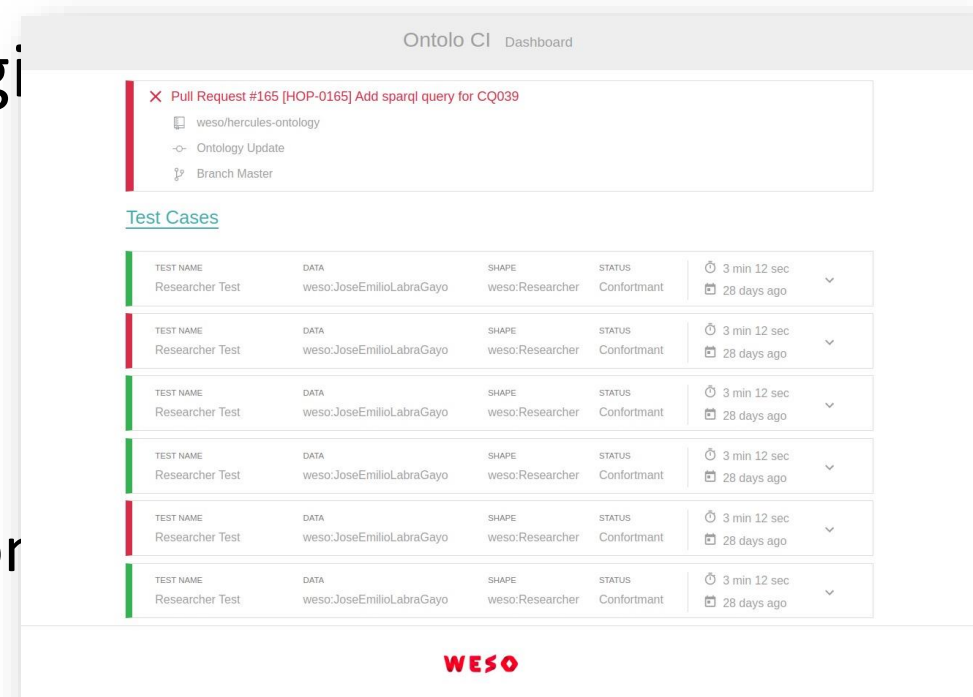 gi
or
Ontolo CI Dashboard
Pull Request #165 [HOP-0165] Add sparql query for CQ039
weso/hercules-ontology
Ontology Update
Branch Master
Test Cases
TEST NAME DATA SHAPE STATUS 3 min 12 sec
Researcher Test weso:JoseEmilioLabraGayo weso:Researcher Confortmant 28 days ago
TEST NAME DATA SHAPE STATUS 3 min 12 sec
Researcher Test weso:JoseEmilioLabraGayo weso:Researcher Confortmant 28 days ago
TEST NAME DATA SHAPE STATUS 3 min 12 sec
Researcher Test weso:JoseEmilioLabraGayo weso:Researcher Confortmant 28 days ago
TEST NAME DATA SHAPE STATUS 3 min 12 sec
Researcher Test weso:JoseEmilioLabraGayo weso:Researcher Confortmant 28 days ago
TEST NAME DATA SHAPE STATUS 3 min 12 sec
Researcher Test weso:JoseEmilioLabraGayo weso:Researcher Confortmant 28 days ago
TEST NAME DATA SHAPE STATUS 3 min 12 sec
Researcher Test weso:JoseEmilioLabraGayo weso:Researcher Confortmant 28 days ago
WESO